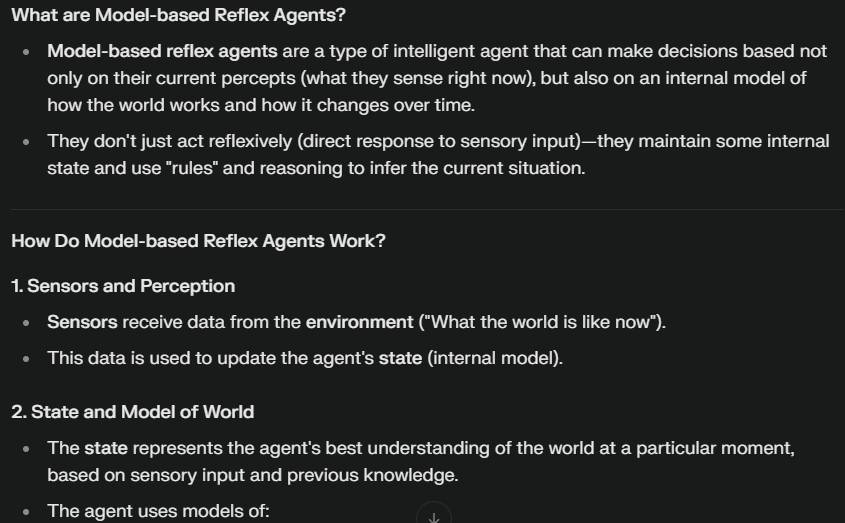 What are Model-based Reflex Agents?
• Model-based reflex agents are a type of intelligent agent that can make decisions based not
only on their current percepts (what they sense right now), but also on an internal model of
how the world works and how it changes over time.
• They don't just act reflexively (direct response to sensory input)—they maintain some internal
state and use "rules" and reasoning to infer the current situation.
How Do Model-based Reflex Agents Work?
1. Sensors and Perception
• Sensors receive data from the environment ("What the world is like now").
• This data is used to update the agent's state (internal model).
2. State and Model of World
• The state represents the agent's best understanding of the world at a particular moment,
based on sensory input and previous knowledge.
• The agent uses models of: